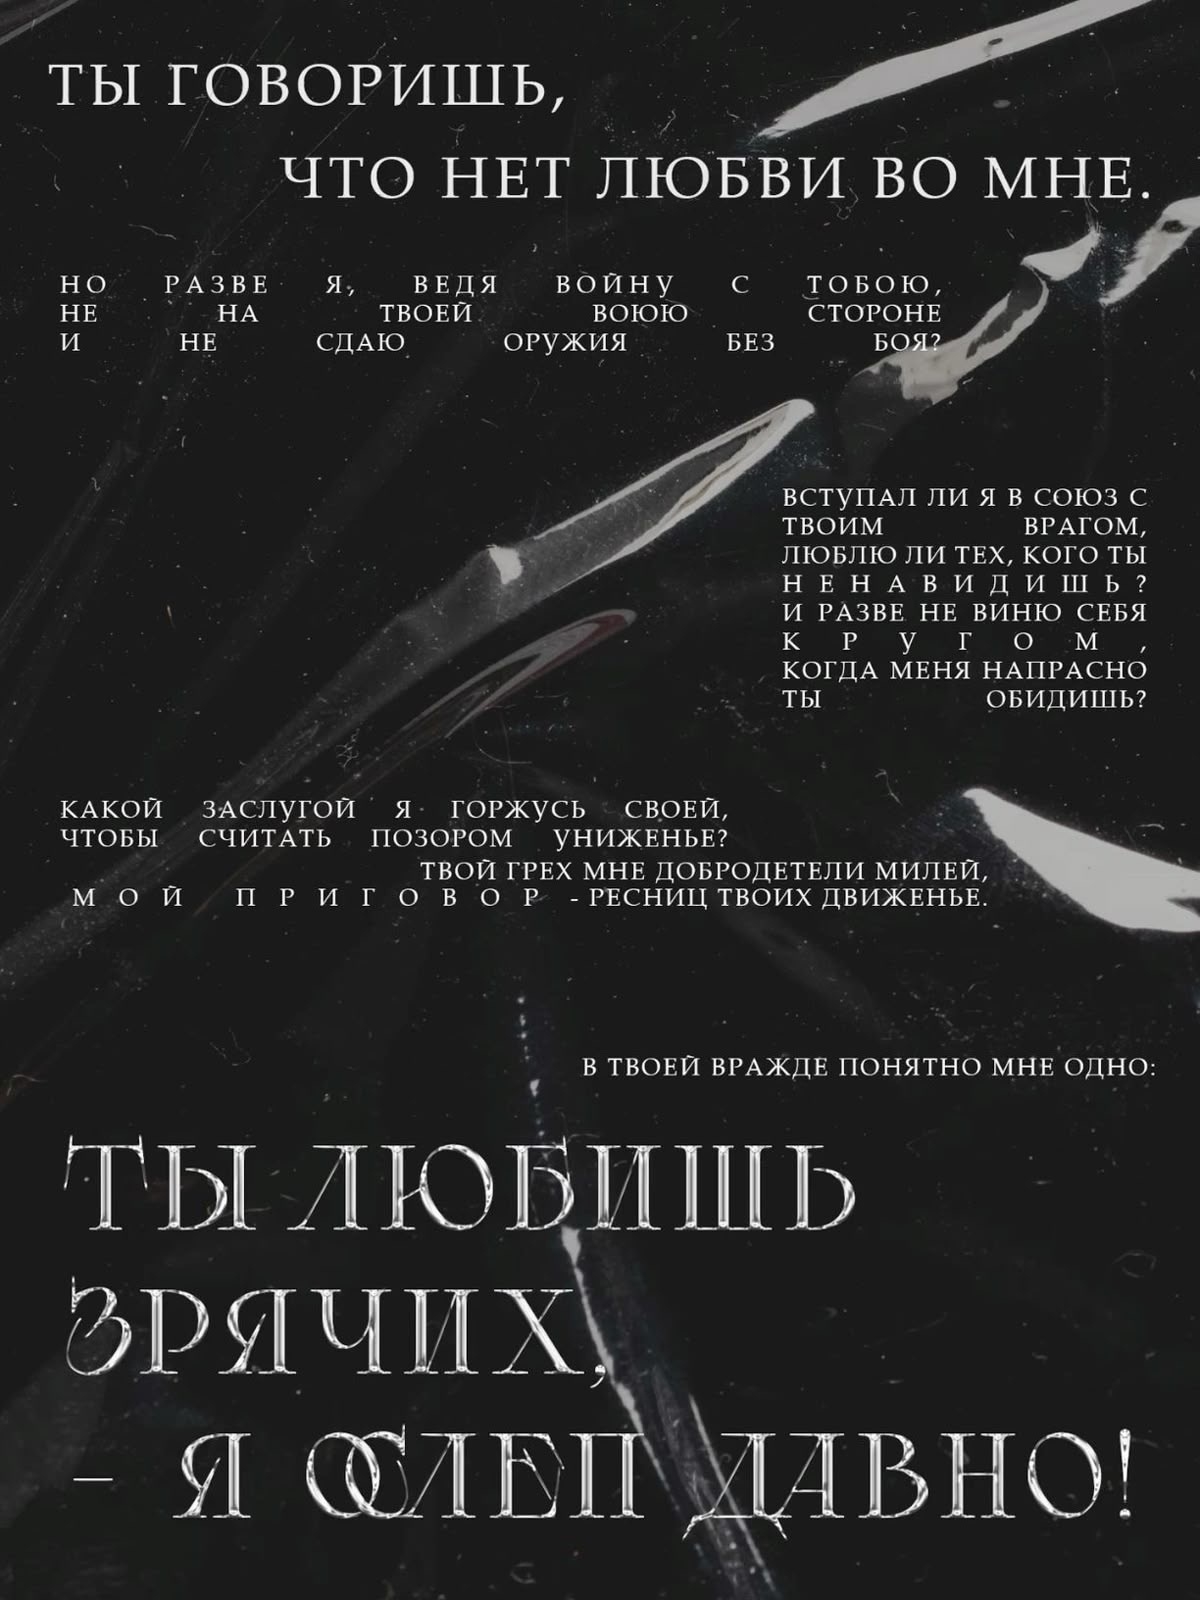 ТЫ ГОВОРИШЬ,
ЧТО НЕТ ЛЮБВИ ВО МНЕ.
НО РАЗВЕ Я, ВЕДЯ ВОЙНУ С ТОБОЮ,
НЕ НА ТВОЕЙ ВОЮЮ СТОРОНЕ
И НЕ СДАЮ ОРУЖИЯ БЕЗ БОЯ?
ВСТУПАЛ ЛИ Я В СОЮЗ С
ТВОИМ ВРАГОМ,
ЛЮБЛЮ ЛИ ТЕХ, КОГО ТЫ
НЕНАВИДИШЬ?
И РАЗВЕ НЕ ВИНЮ СЕБЯ
КРУГОМ,
КОГДА МЕНЯ НАПРАСНО
ТЫ ОБИДИШЬ?
КАКОЙ ЗАСЛУГОЙ Я ГОРЖУСЬ СВОЕЙ,
ЧТОБЫ СЧИТАТЬ ПОЗОРОМ УНИЖЕНЬЕ?
ТВОЙ ГРЕХ МНЕ ДОБРОДЕТЕЛИ МИЛЕЙ,
МОЙ ПРИГОВОР - РЕСНИЦ ТВОИХ ДВИЖЕНЬЕ.
В ТВОЕЙ ВРАЖДЕ ПОНЯТНО МНЕ ОДНО:
ТЫ ЛЮБИШЬ
ЗРЯЧИХ,
– Я ОСЛЕП ДАВНО!